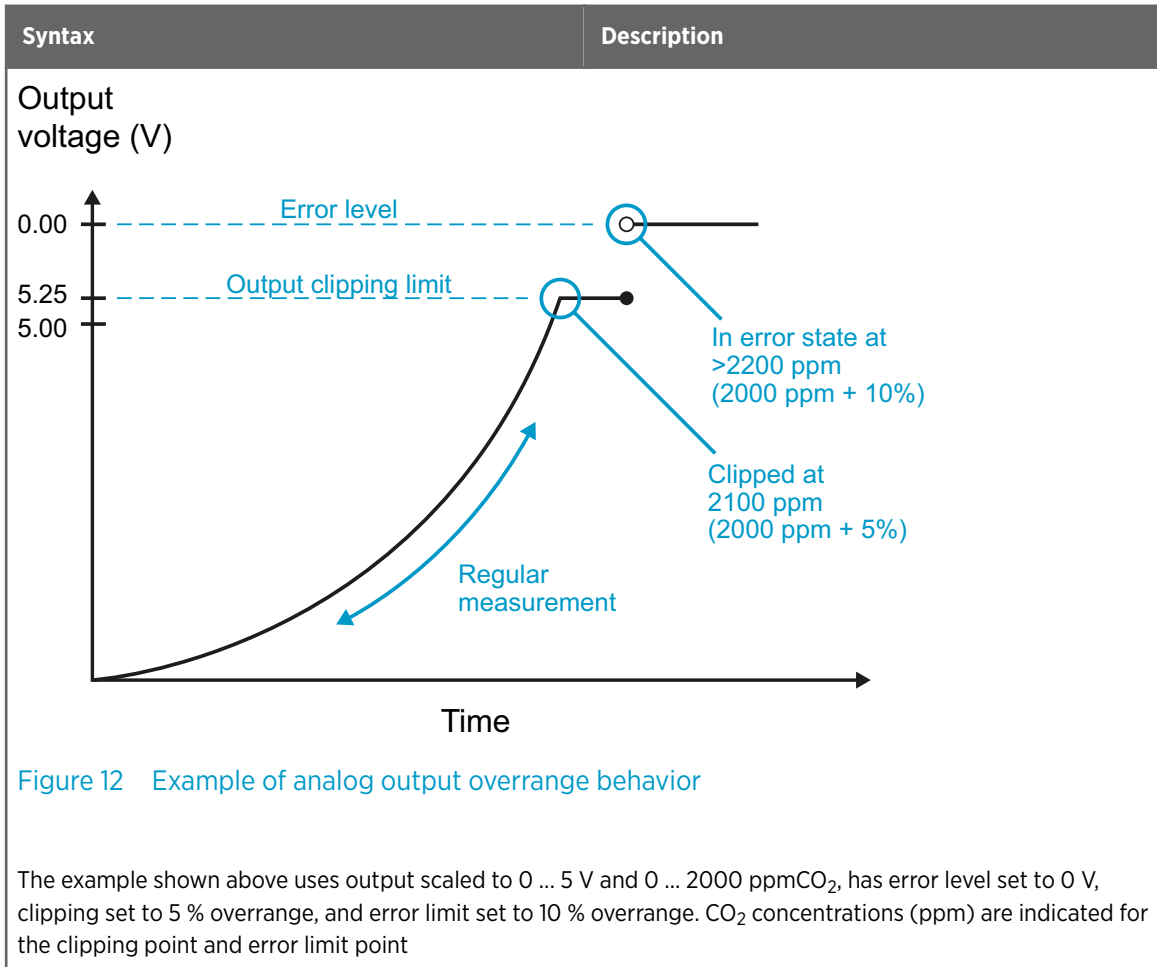 Syntax
Description
Output
voltage (V)
0.00
Error level
Output clipping limit
5.25
5.00
In error state at
>2200 ppm
(2000 ppm + 10%)
Clipped at
2100 ppm
(2000 ppm + 5%)
Regular
measurement
Time
Figure 12 Example of analog output overrange behavior
The example shown above uses output scaled to 0 ... 5 V and 0 ... 2000 ppmCO₂, has error level set to 0 V,
clipping set to 5 % overrange, and error limit set to 10 % overrange. CO₂ concentrations (ppm) are indicated for
the clipping point and error limit point